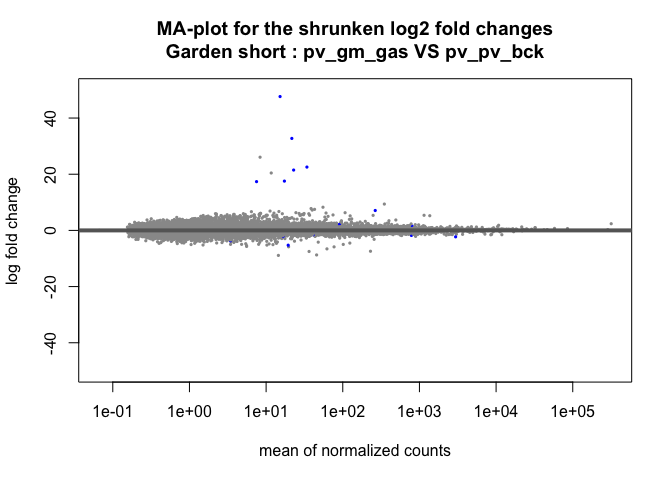 MA-plot for the shrunken log2 fold changes
Garden short : pv_gm_gas VS pv_pv_bck
log fold change
40
20
0
-20
-40
1e-01 1e+00 1e+01 1e+02 1e+03 1e+04 1e+05
mean of normalized counts